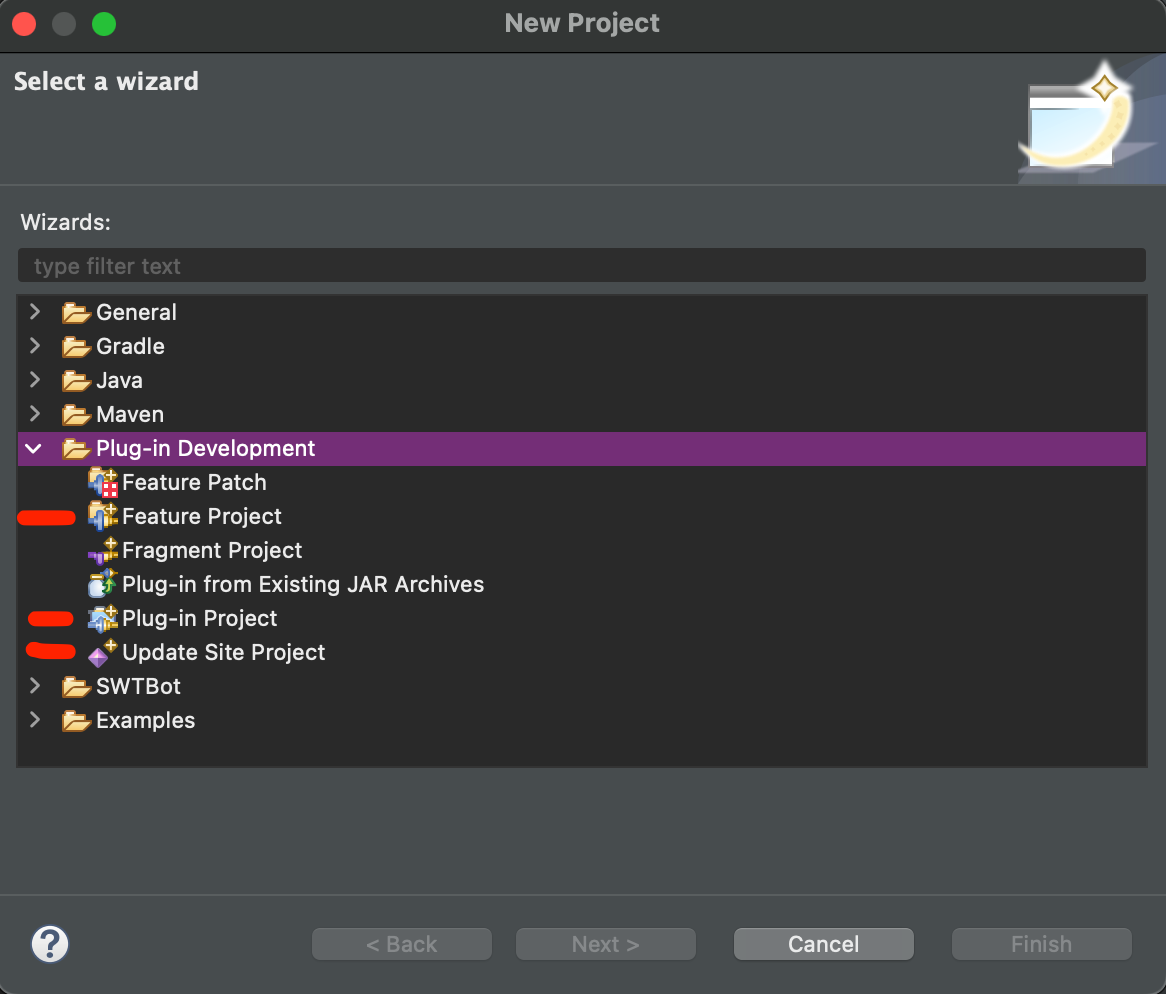 New Project
Select a wizard
Wizards:
type filter text
General
Gradle
Java
Maven
Plug-in Development
Feature Patch
Feature Project
Fragment Project
Plug-in from Existing JAR Archives
Plug-in Project
Update Site Project
SWTBot
Examples
?
< Back Next > Cancel Finish